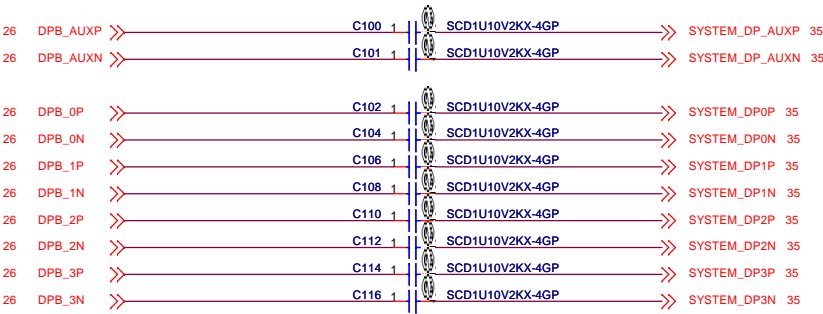 26 DPB_AUXP C100 1 SCD1U10V2KX-4GP SYSTEM_DP_AUXP 35
26 DPB_AUXN C101 1 SCD1U10V2KX-4GP SYSTEM_DP_AUXN 35
26 DPB_0P C102 1 SCD1U10V2KX-4GP SYSTEM_DP0P 35
26 DPB_0N C104 1 SCD1U10V2KX-4GP SYSTEM_DP0N 35
26 DPB_1P C106 1 SCD1U10V2KX-4GP SYSTEM_DP1P 35
26 DPB_1N C108 1 SCD1U10V2KX-4GP SYSTEM_DP1N 35
26 DPB_2P C110 1 SCD1U10V2KX-4GP SYSTEM_DP2P 35
26 DPB_2N C112 1 SCD1U10V2KX-4GP SYSTEM_DP2N 35
26 DPB_3P C114 1 SCD1U10V2KX-4GP SYSTEM_DP3P 35
26 DPB_3N C116 1 SCD1U10V2KX-4GP SYSTEM_DP3N 35